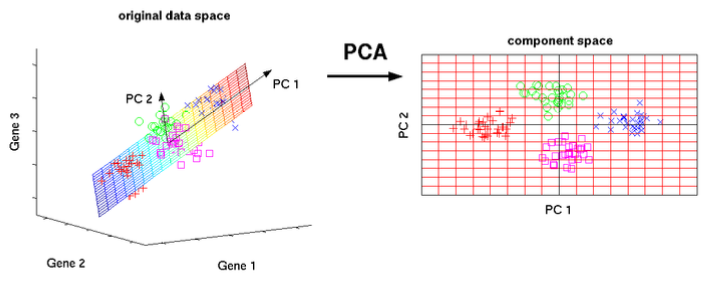 original data space
component space
PCA
PC 1
PC 2
Gene 3
PC 2
PC 1
Gene 2
Gene 1